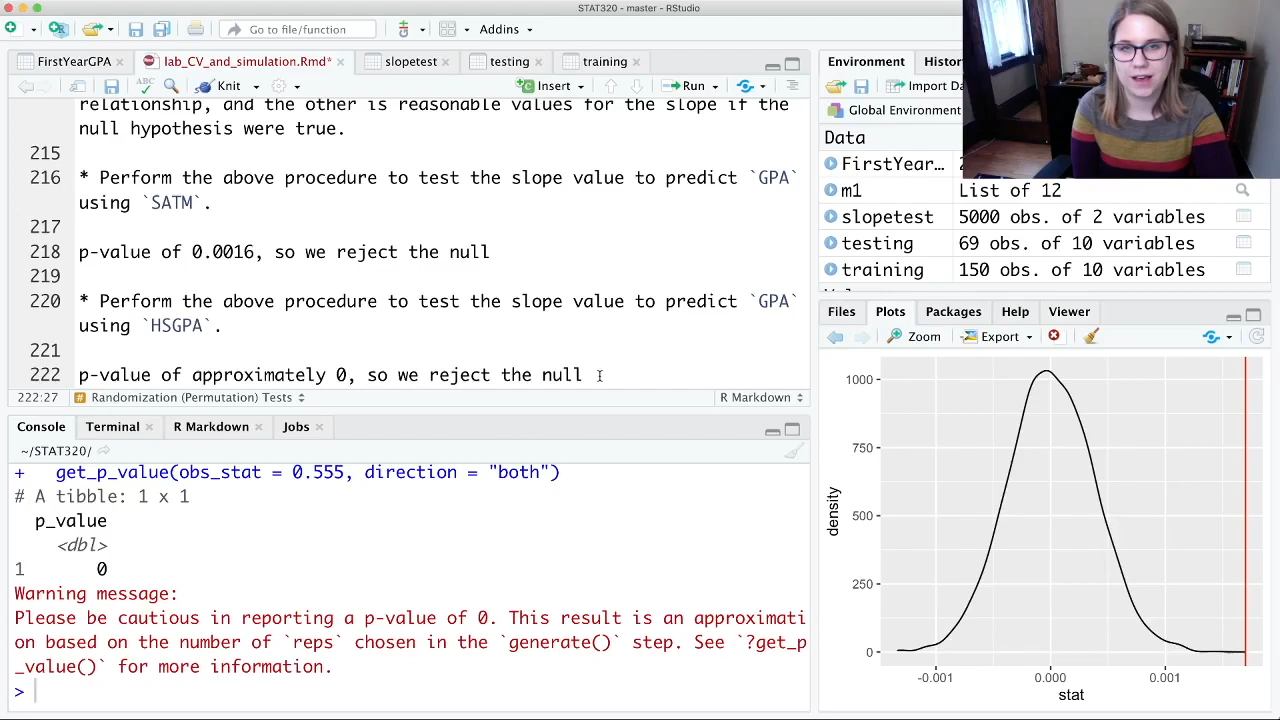 STAT320 - master - RStudio
Go to file/function
Addins
FirstYearGPA
lab_CV_and_simulation.Rmd*
slopetest
testing
training
ABC
Knit
Insert
Run
relationship, and the other is reasonable values for the slope if the
null hypothesis were true.
215
216 * Perform the above procedure to test the slope value to predict `GPA`
using `SATM`.
217
218 p-value of 0.0016, so we reject the null
219
220 * Perform the above procedure to test the slope value to predict `GPA`
using `HSGPA`.
221
222 p-value of approximately 0, so we reject the null
222:27 # Randomization (Permutation) Tests
R Markdown
Console
Terminal
R Markdown
Jobs
~/STAT320/
+ get_p_value(obs_stat = 0.555, direction = "both")
# A tibble: 1 x 1
p_value
<dbl>
1 0
Warning message:
Please be cautious in reporting a p-value of 0. This result is an approximati
on based on the number of `reps` chosen in the `generate()` step. See `?get_p
_value()` for more information.
>
Environment
Import Da
Global Environment
Data
FirstYear…
m1 List of 12
slopetest 5000 obs. of 2 variables
testing 69 obs. of 10 variables
training 150 obs. of 10 variables
Files
Plots
Packages
Help
Viewer
Zoom
Export
1000
750
500
250
0
density
-0.001
0.000
0.001
stat